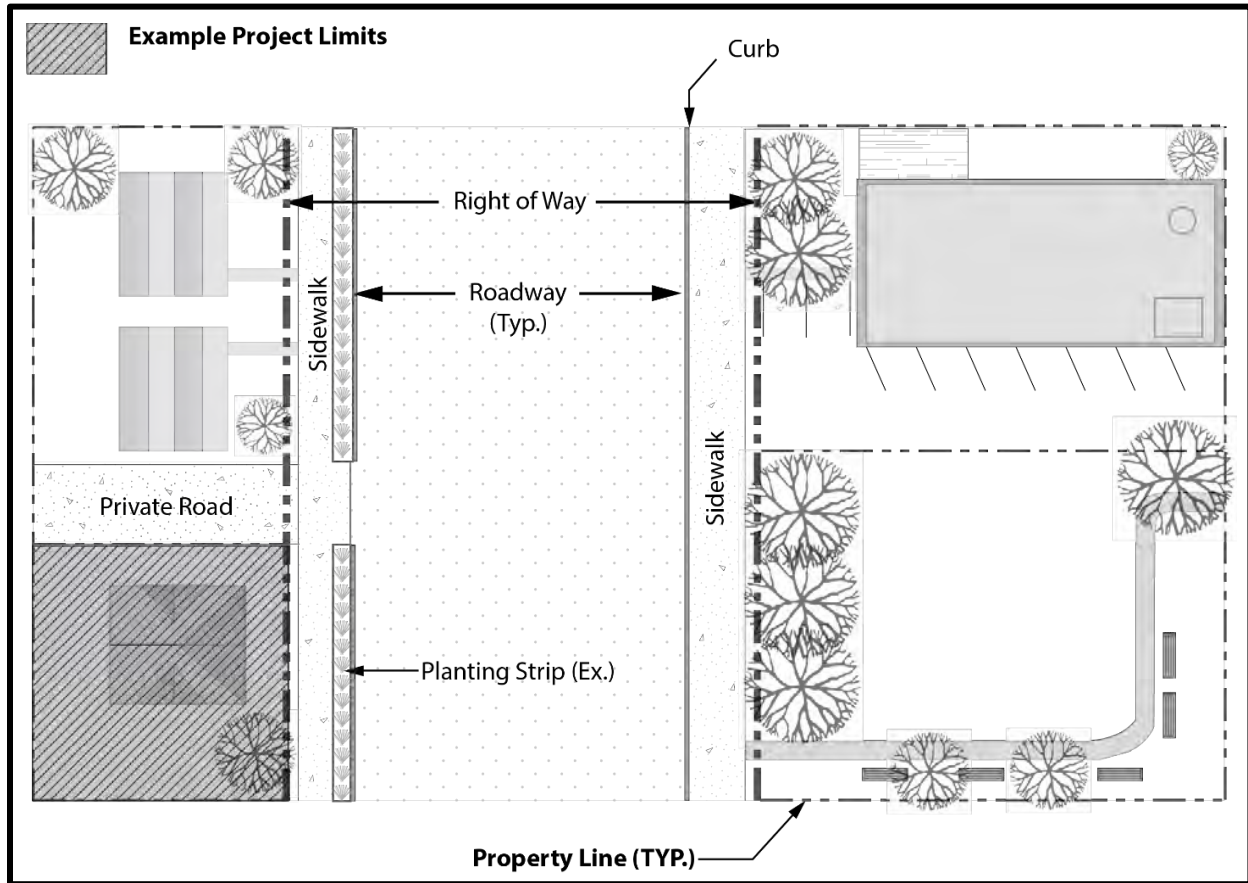 Example Project Limits
Curb
Right of Way
Roadway
(Typ.)
Sidewalk
Sidewalk
Private Road
Planting Strip (Ex.)
Property Line (TYP.)